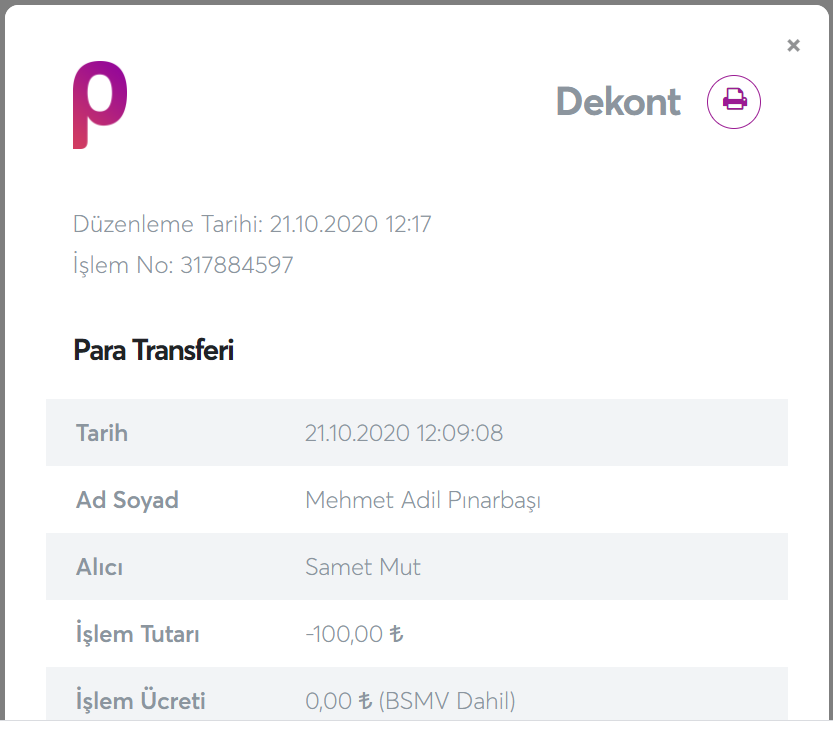 ×
p
Dekont
Düzenleme Tarihi: 21.10.2020 12:17
İşlem No: 317884597
Para Transferi
Tarih 21.10.2020 12:09:08
Ad Soyad Mehmet Adil Pınarbaşı
Alıcı Samet Mut
İşlem Tutarı -100,00 ₺
İşlem Ücreti 0,00 ₺ (BSMV Dahil)